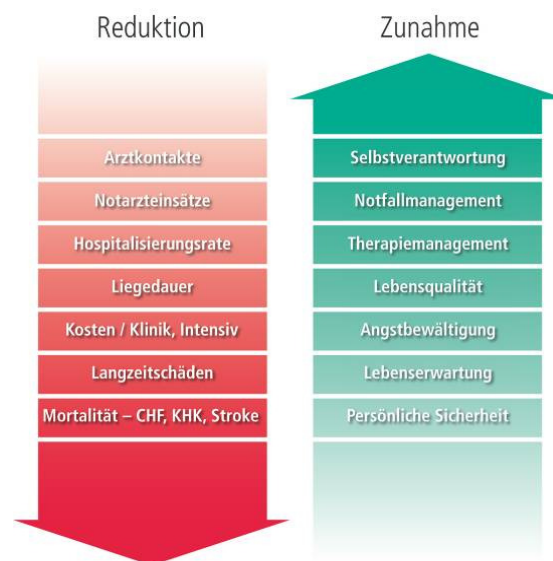 Reduktion
Arztkontakte
Notarzteinsätze
Hospitalisierungsrate
Liegedauer
Kosten / Klinik, Intensiv
Langzeitschäden
Mortalität – CHF, KHK, Stroke
Zunahme
Selbstverantwortung
Notfallmanagement
Therapiemanagement
Lebensqualität
Angstbewältigung
Lebenserwartung
Persönliche Sicherheit